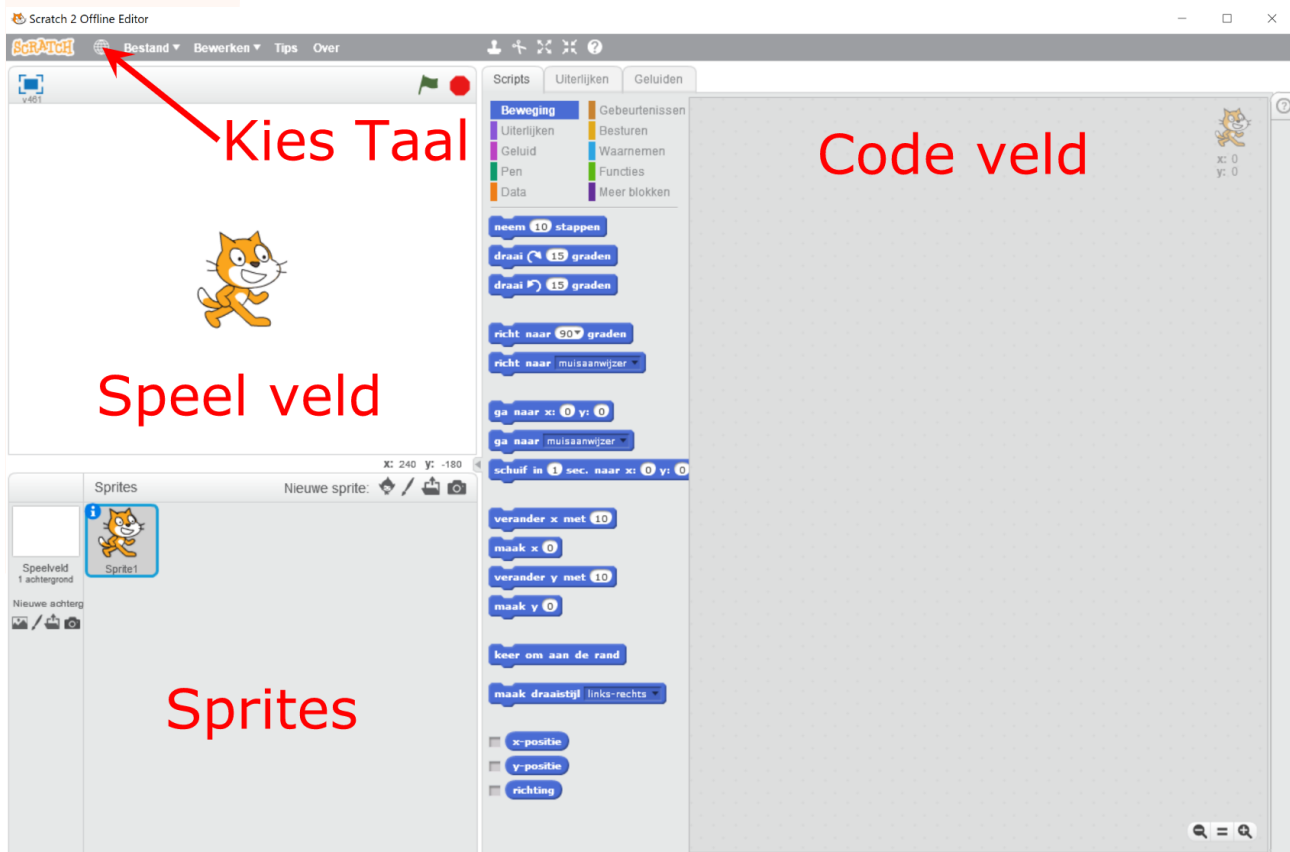 Scratch 2 Offline Editor
SCRATCH Bestand Bewerken Tips Over
v461
Kies Taal
Speel veld
X: 240 y: -180
Sprites Nieuwe sprite:
Speelveld
1 achtergrond
Nieuwe achterg
Sprite1
Sprites
Scripts Uiterlijken Geluiden
Beweging Gebeurtenissen
Uiterlijken Besturen
Geluid Waarnemen
Pen Functies
Data Meer blokken
neem 10 stappen
draai 15 graden
draai 15 graden
richt naar 90 graden
richt naar muisaanwijzer
ga naar x: 0 y: 0
ga naar muisaanwijzer
schuif in 1 sec. naar x: 0 y: 0
verander x met 10
maak x 0
verander y met 10
maak y 0
keer om aan de rand
maak draaistijl links-rechts
x-positie
y-positie
richting
Code veld
x: 0
y: 0